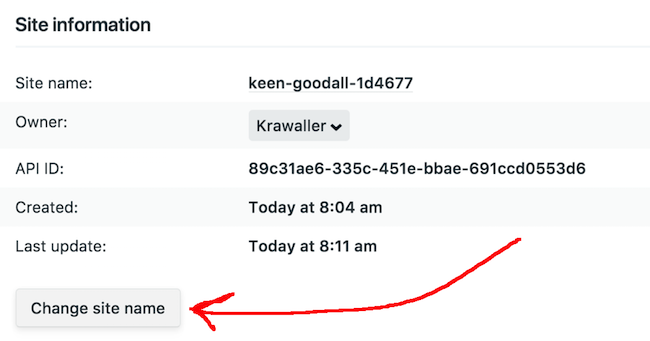 Site information
Site name: keen-goodall-1d4677
Owner: Krawaller
API ID: 89c31ae6-335c-451e-bbae-691ccd0553d6
Created: Today at 8:04 am
Last update: Today at 8:11 am
Change site name